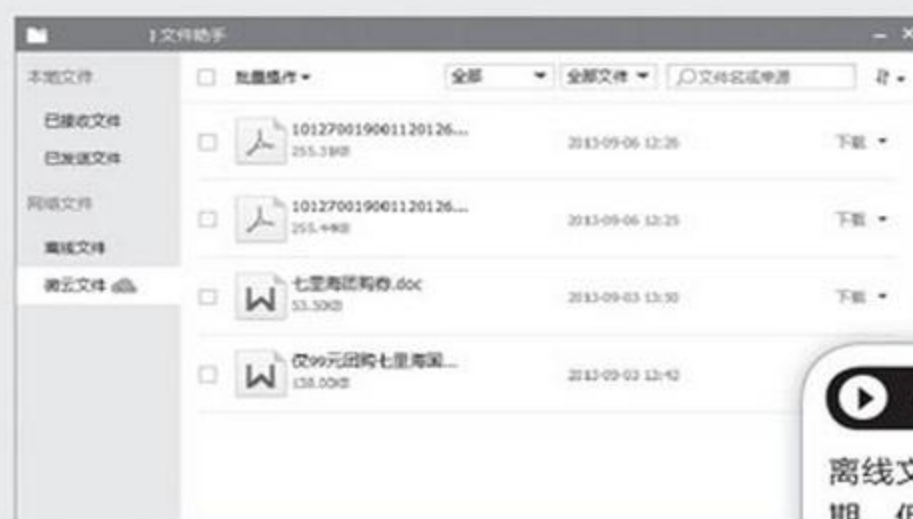 文件助手
本地文件
批量操作
全部
全部文件
文件名或来源
已接收文件
已发送文件
网络文件
离线文件
微云文件
101270019001120126...
255.31KB
2013-09-06 12:26
下载
101270019001120126...
255.44KB
2013-09-06 12:25
下载
七里海团购券.doc
53.50KB
2013-09-03 13:30
下载
仅99元团购七里海国...
138.00KB
2013-09-03 12:42
离线文
期